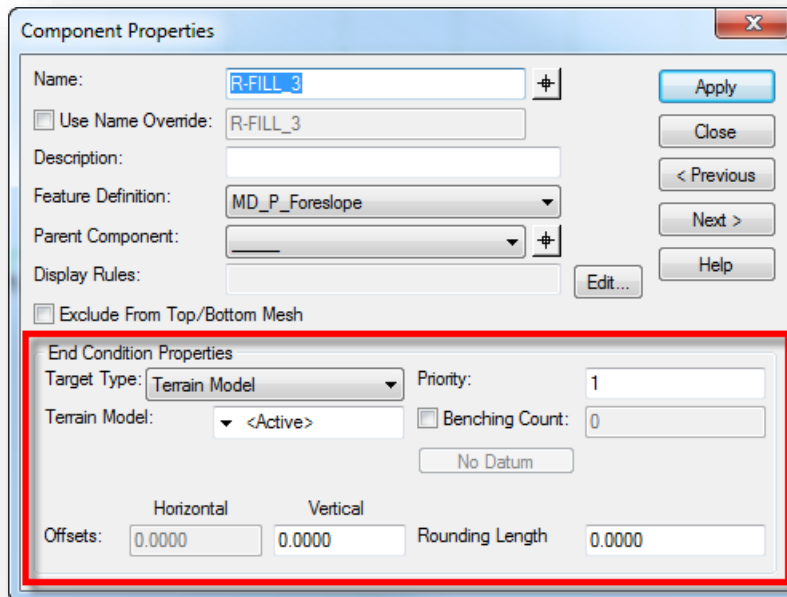 Component Properties
Name: R-FILL_3
Apply
Use Name Override: R-FILL_3
Close
Description:
< Previous
Feature Definition: MD_P_Foreslope
Next >
Parent Component: _____
Help
Display Rules:
Edit...
Exclude From Top/Bottom Mesh
End Condition Properties
Target Type: Terrain Model
Priority: 1
Terrain Model: <Active>
Benching Count: 0
No Datum
Horizontal Vertical
Offsets: 0.0000 0.0000
Rounding Length 0.0000